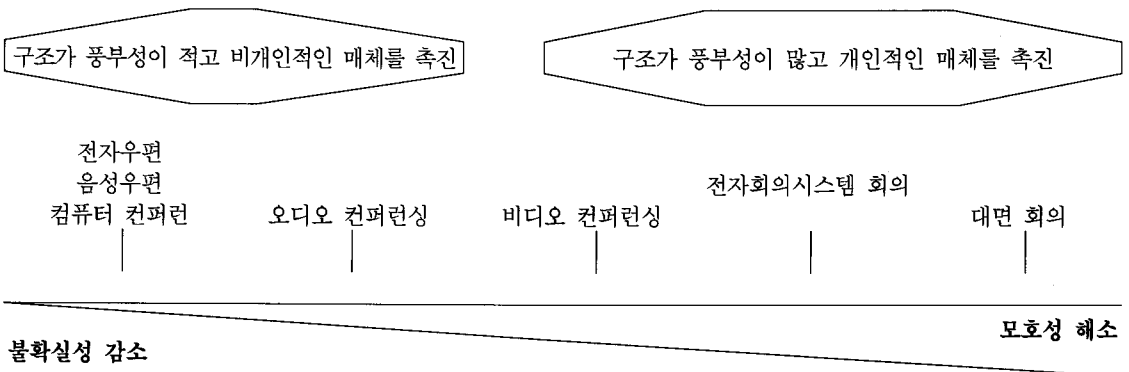 구조가 풍부성이 적고 비개인적인 매체를 촉진
구조가 풍부성이 많고 개인적인 매체를 촉진
전자우편
음성우편
컴퓨터 컨퍼런
오디오 컨퍼런싱
비디오 컨퍼런싱
전자회의시스템 회의
대면 회의
불확실성 감소
모호성 해소